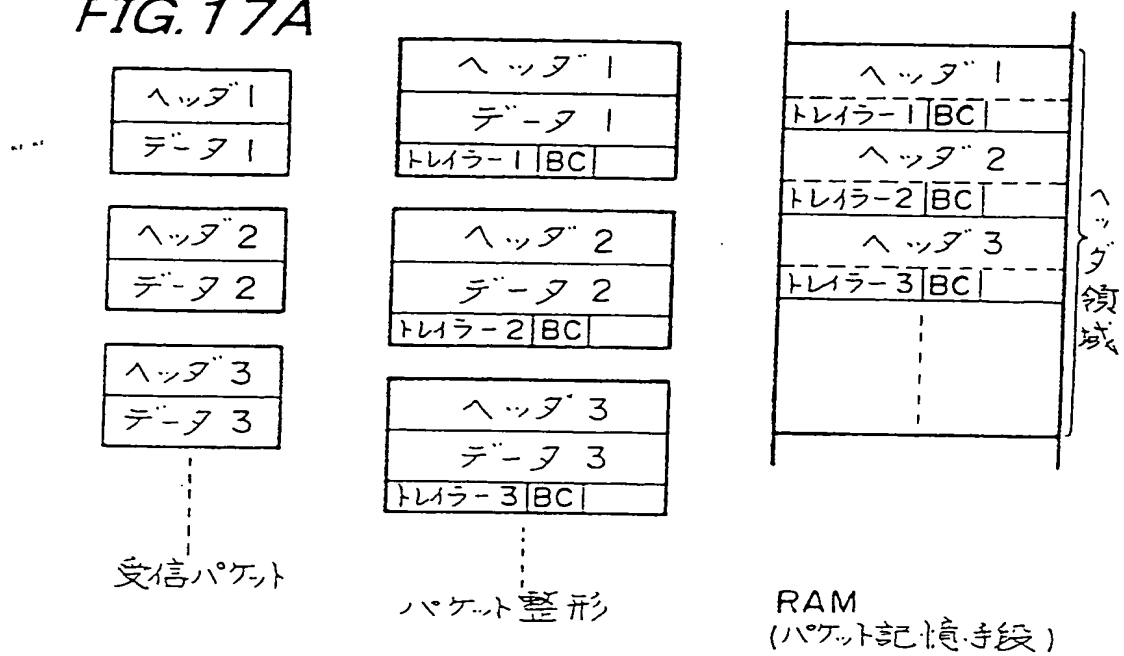 FIG. 17A
ヘッダ 1
データ 1
ヘッダ 2
データ 2
ヘッダ 3
データ 3
受信パケット
ヘッダ 1
データ 1
トレイラー1 BC
ヘッダ 2
データ 2
トレイラー2 BC
ヘッダ 3
データ 3
トレイラー3 BC
パケット整形
ヘッダ 1
トレイラー1 BC
ヘッダ 2
トレイラー2 BC
ヘッダ 3
トレイラー3 BC
ヘッダ領域
RAM
(パケット記憶手段)